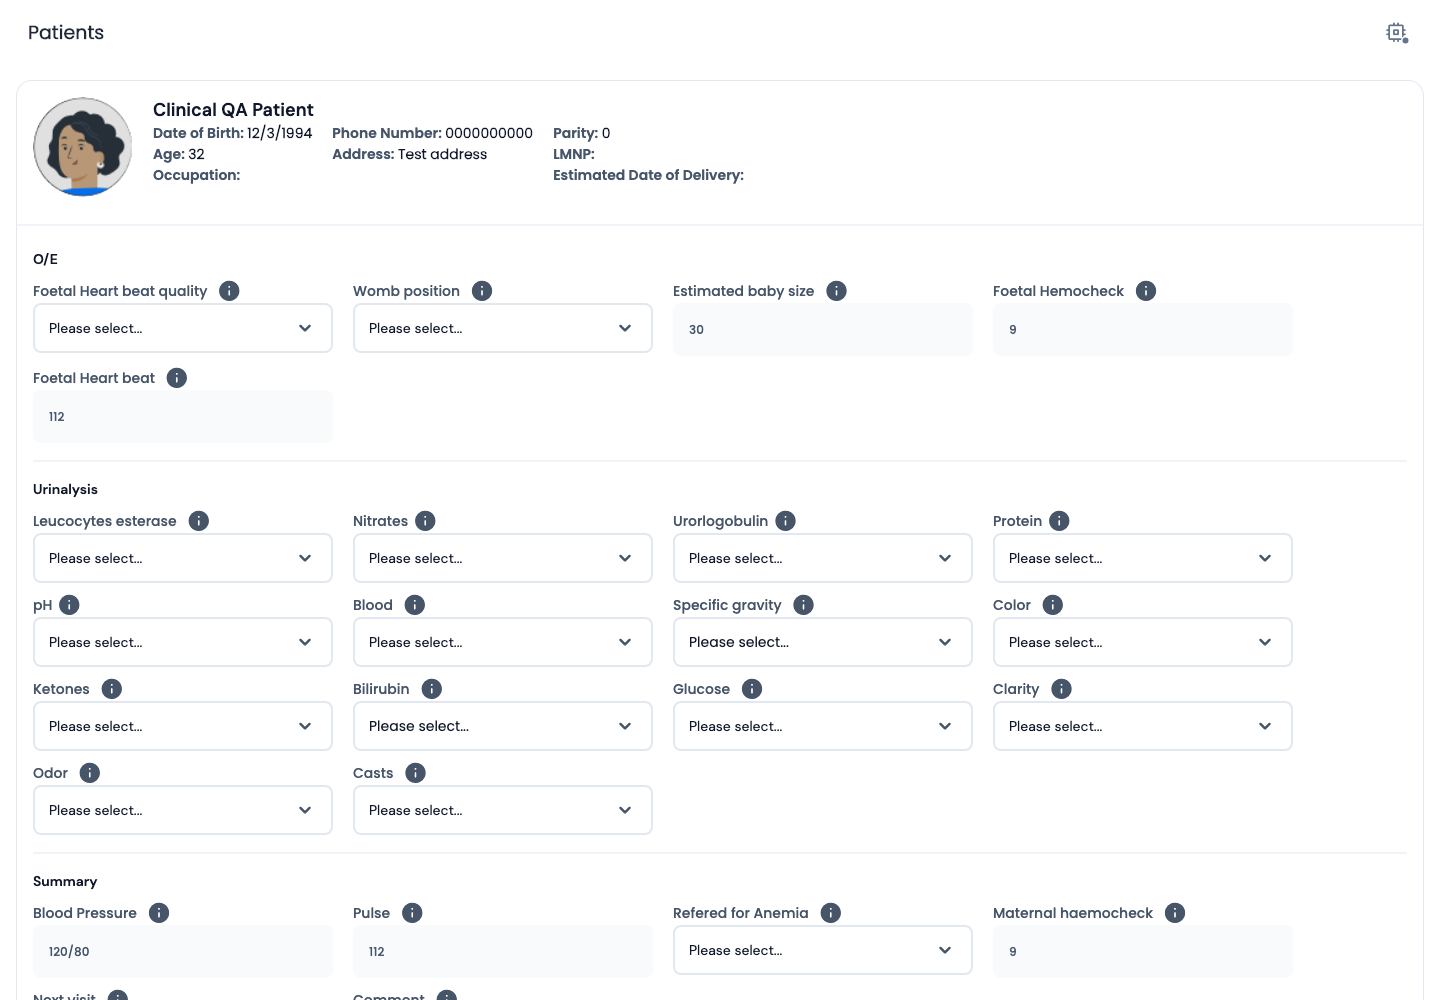 Patients
Clinical QA Patient
Date of Birth: 12/3/1994 Phone Number: 0000000000 Parity: 0
Age: 32 Address: Test address LMNP:
Occupation: Estimated Date of Delivery:
O/E
Foetal Heart beat quality Womb position Estimated baby size Foetal Hemocheck
Please select... Please select... 30 9
Foetal Heart beat
112
Urinalysis
Leucocytes esterase Nitrates Urorlogobulin Protein
Please select... Please select... Please select... Please select...
pH Blood Specific gravity Color
Please select... Please select... Please select... Please select...
Ketones Bilirubin Glucose Clarity
Please select... Please select... Please select... Please select...
Odor Casts
Please select... Please select...
Summary
Blood Pressure Pulse Refered for Anemia Maternal haemocheck
120/80 112 Please select... 9
Next visit Comment